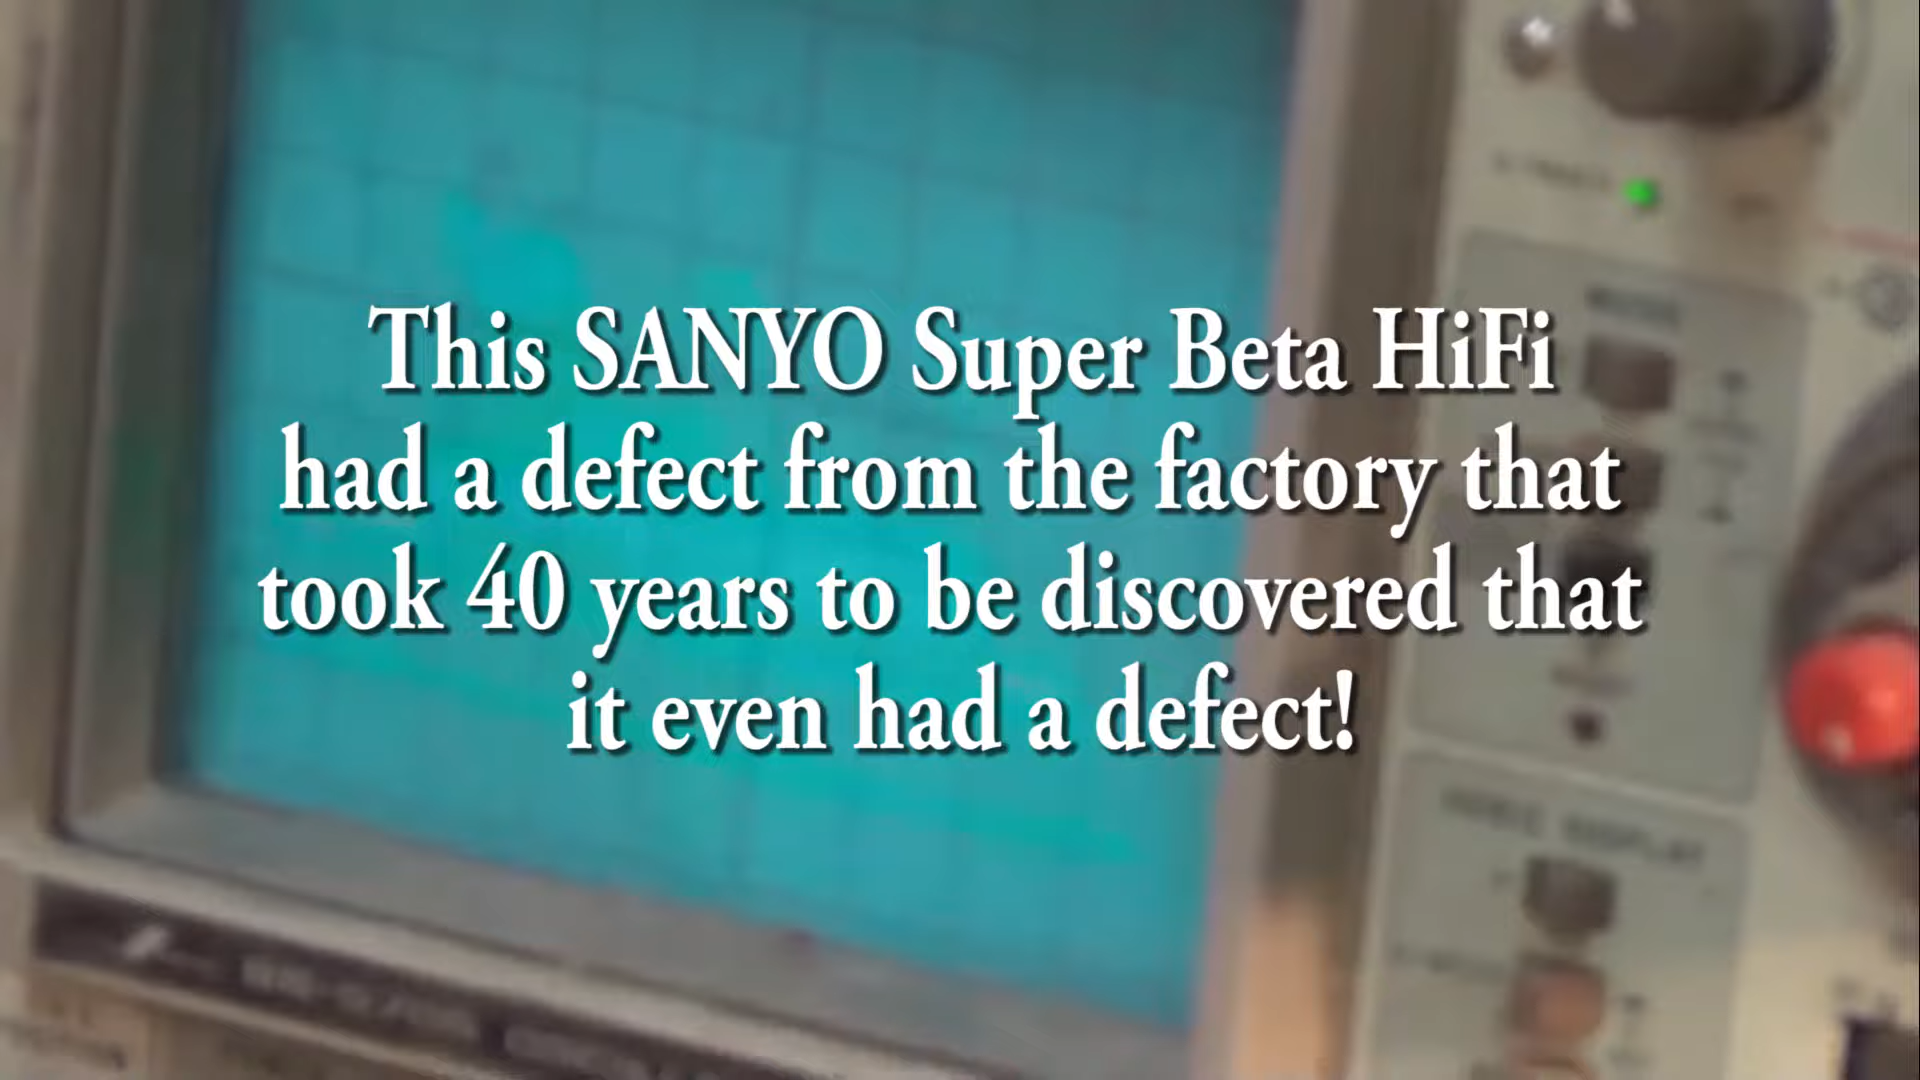 This SANYO Super Beta HiFi
had a defect from the factory that
took 40 years to be discovered that
it even had a defect!